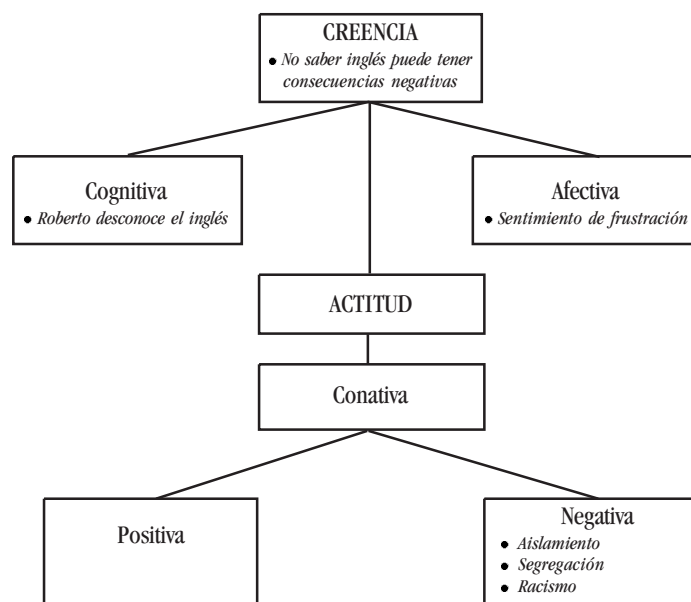 CREENCIA
• No saber inglés puede tener
consecuencias negativas
Cognitiva
• Roberto desconoce el inglés
Afectiva
• Sentimiento de frustración
ACTITUD
Conativa
Positiva
Negativa
• Aislamiento
• Segregación
• Racismo